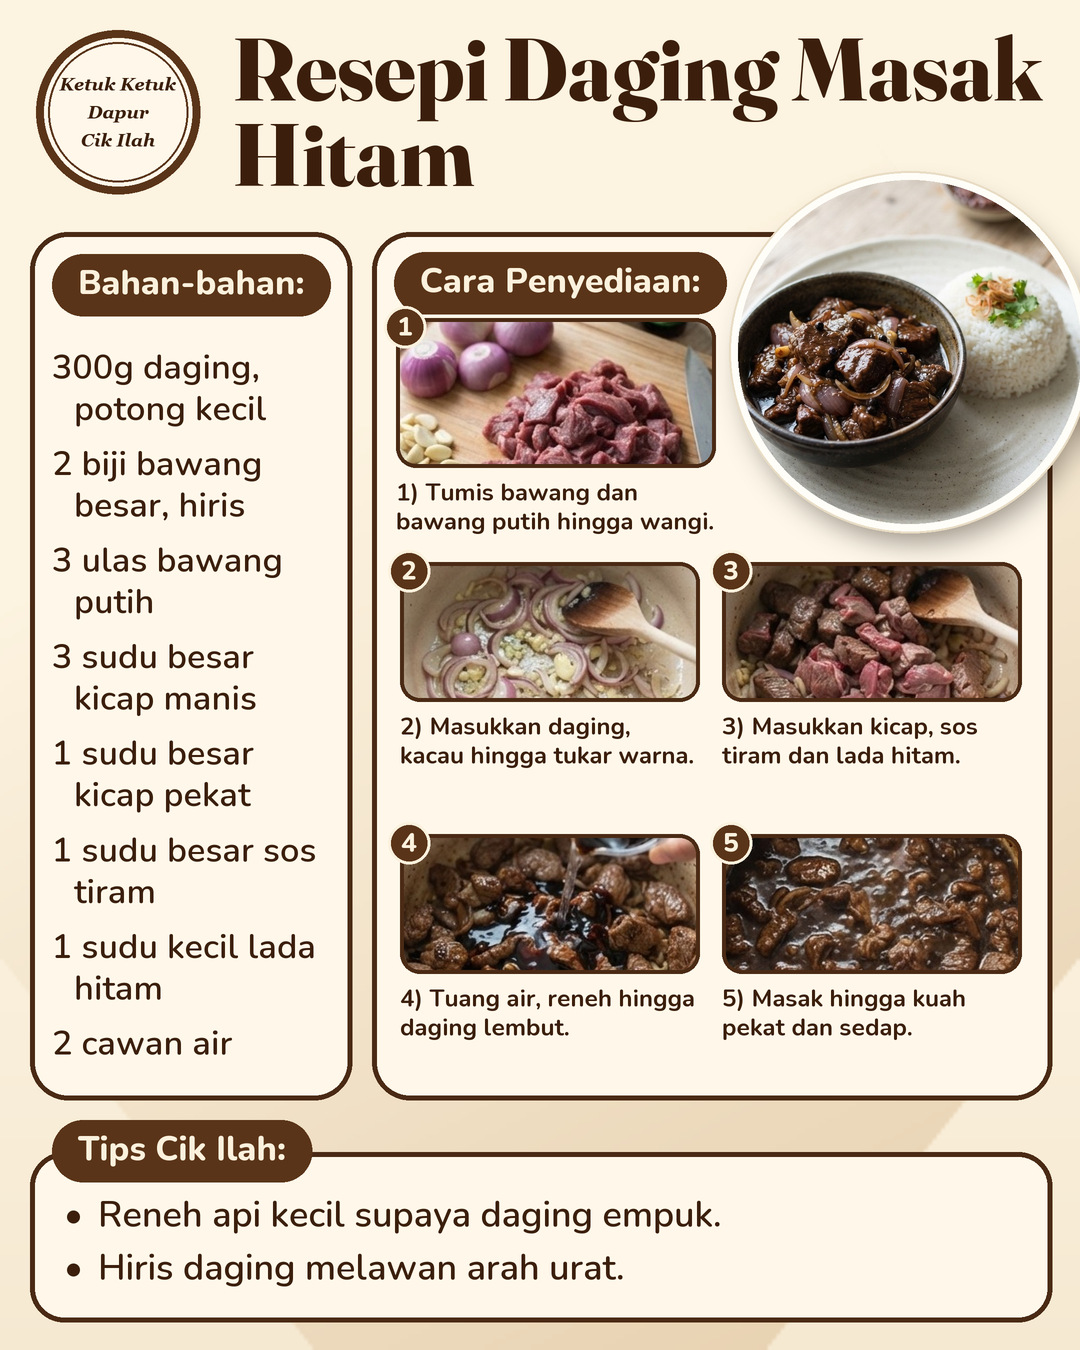 Ketuk Ketuk
Dapur
Cik Ilah
Resepi Daging Masak
Hitam
Bahan-bahan:
300g daging,
potong kecil
2 biji bawang
besar, hiris
3 ulas bawang
putih
3 sudu besar
kicap manis
1 sudu besar
kicap pekat
1 sudu besar sos
tiram
1 sudu kecil lada
hitam
2 cawan air
Cara Penyediaan:
1
1) Tumis bawang dan
bawang putih hingga wangi.
2
2) Masukkan daging,
kacau hingga tukar warna.
3
3) Masukkan kicap, sos
tiram dan lada hitam.
4
4) Tuang air, reneh hingga
daging lembut.
5
5) Masak hingga kuah
pekat dan sedap.
Tips Cik Ilah:
• Reneh api kecil supaya daging empuk.
• Hiris daging melawan arah urat.